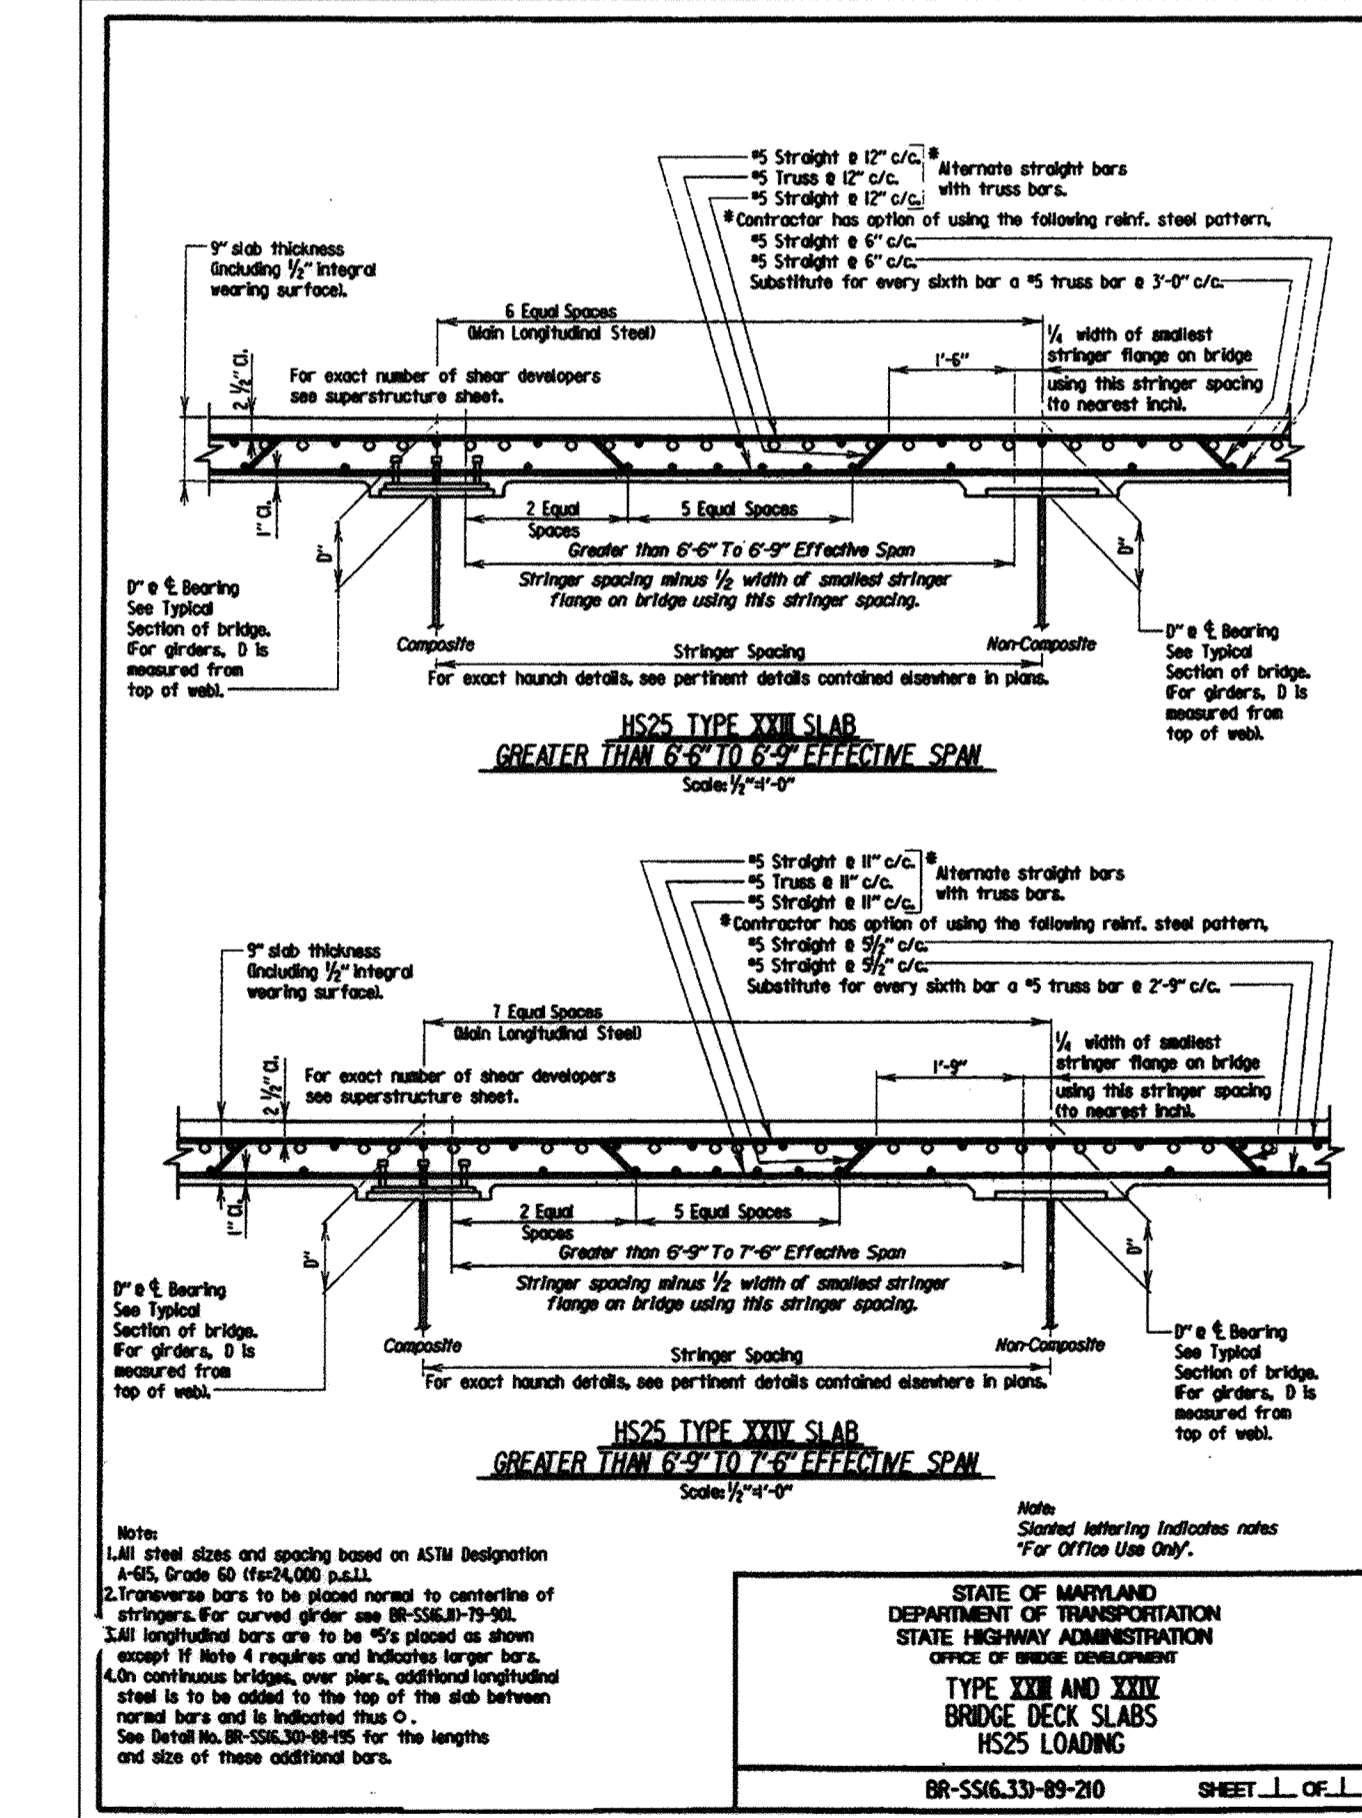 #5 Straight @ 12" c/c. *
#5 Truss @ 12" c/c.
#5 Straight @ 12" c/c.
Alternate straight bars
with truss bars.
*Contractor has option of using the following reinf. steel pattern,
#5 Straight @ 6" c/c.
#5 Straight @ 6" c/c.
Substitute for every sixth bar a #5 truss bar @ 3'-0" c/c.
9" slab thickness
(including 1/2" integral
wearing surface).
6 Equal Spaces
(Main Longitudinal Steel)
1/4 width of smallest
stringer flange on bridge
using this stringer spacing
(to nearest inch).
1'-6"
2 1/2" Cl.
For exact number of shear developers
see superstructure sheet.
1" Cl.
2 Equal
Spaces
5 Equal Spaces
Greater than 6'-6" To 6'-9" Effective Span
Stringer spacing minus 1/2 width of smallest stringer
flange on bridge using this stringer spacing.
D"
D"
D" @ ℄ Bearing
See Typical
Section of bridge.
(For girders, D is
measured from
top of web).
Composite
Non-Composite
Stringer Spacing
For exact haunch details, see pertinent details contained elsewhere in plans.
D" @ ℄ Bearing
See Typical
Section of bridge.
(For girders, D is
measured from
top of web).
HS25 TYPE XXIII SLAB
GREATER THAN 6'-6" TO 6'-9" EFFECTIVE SPAN
Scale: 1/2"=1'-0"
#5 Straight @ 11" c/c. *
#5 Truss @ 11" c/c.
#5 Straight @ 11" c/c.
Alternate straight bars
with truss bars.
*Contractor has option of using the following reinf. steel pattern,
#5 Straight @ 5 1/2" c/c.
#5 Straight @ 5 1/2" c/c.
Substitute for every sixth bar a #5 truss bar @ 2'-9" c/c.
9" slab thickness
(including 1/2" integral
wearing surface).
7 Equal Spaces
(Main Longitudinal Steel)
1/4 width of smallest
stringer flange on bridge
using this stringer spacing
(to nearest inch).
1'-9"
2 1/2" Cl.
For exact number of shear developers
see superstructure sheet.
1" Cl.
2 Equal
Spaces
5 Equal Spaces
Greater than 6'-9" To 7'-6" Effective Span
Stringer spacing minus 1/2 width of smallest stringer
flange on bridge using this stringer spacing.
D"
D"
D" @ ℄ Bearing
See Typical
Section of bridge.
(For girders, D is
measured from
top of web).
Composite
Non-Composite
Stringer Spacing
For exact haunch details, see pertinent details contained elsewhere in plans.
D" @ ℄ Bearing
See Typical
Section of bridge.
(For girders, D is
measured from
top of web).
HS25 TYPE XXIV SLAB
GREATER THAN 6'-9" TO 7'-6" EFFECTIVE SPAN
Scale: 1/2"=1'-0"
Note:
Slanted lettering indicates notes
"For Office Use Only".
Note:
1.All steel sizes and spacing based on ASTM Designation
A-615, Grade 60 (fs=24,000 p.s.i.).
2.Transverse bars to be placed normal to centerline of
stringers. (For curved girder see BR-SS(6.11)-79-90).
3.All longitudinal bars are to be #5's placed as shown
except if Note 4 requires and indicates larger bars.
4.On continuous bridges, over piers, additional longitudinal
steel is to be added to the top of the slab between
normal bars and is indicated thus O.
See Detail No. BR-SS(6.30)-88-195 for the lengths
and size of these additional bars.
STATE OF MARYLAND
DEPARTMENT OF TRANSPORTATION
STATE HIGHWAY ADMINISTRATION
OFFICE OF BRIDGE DEVELOPMENT
TYPE XXIII AND XXIV
BRIDGE DECK SLABS
HS25 LOADING
BR-SS(6.33)-89-210
SHEET 1 OF 1